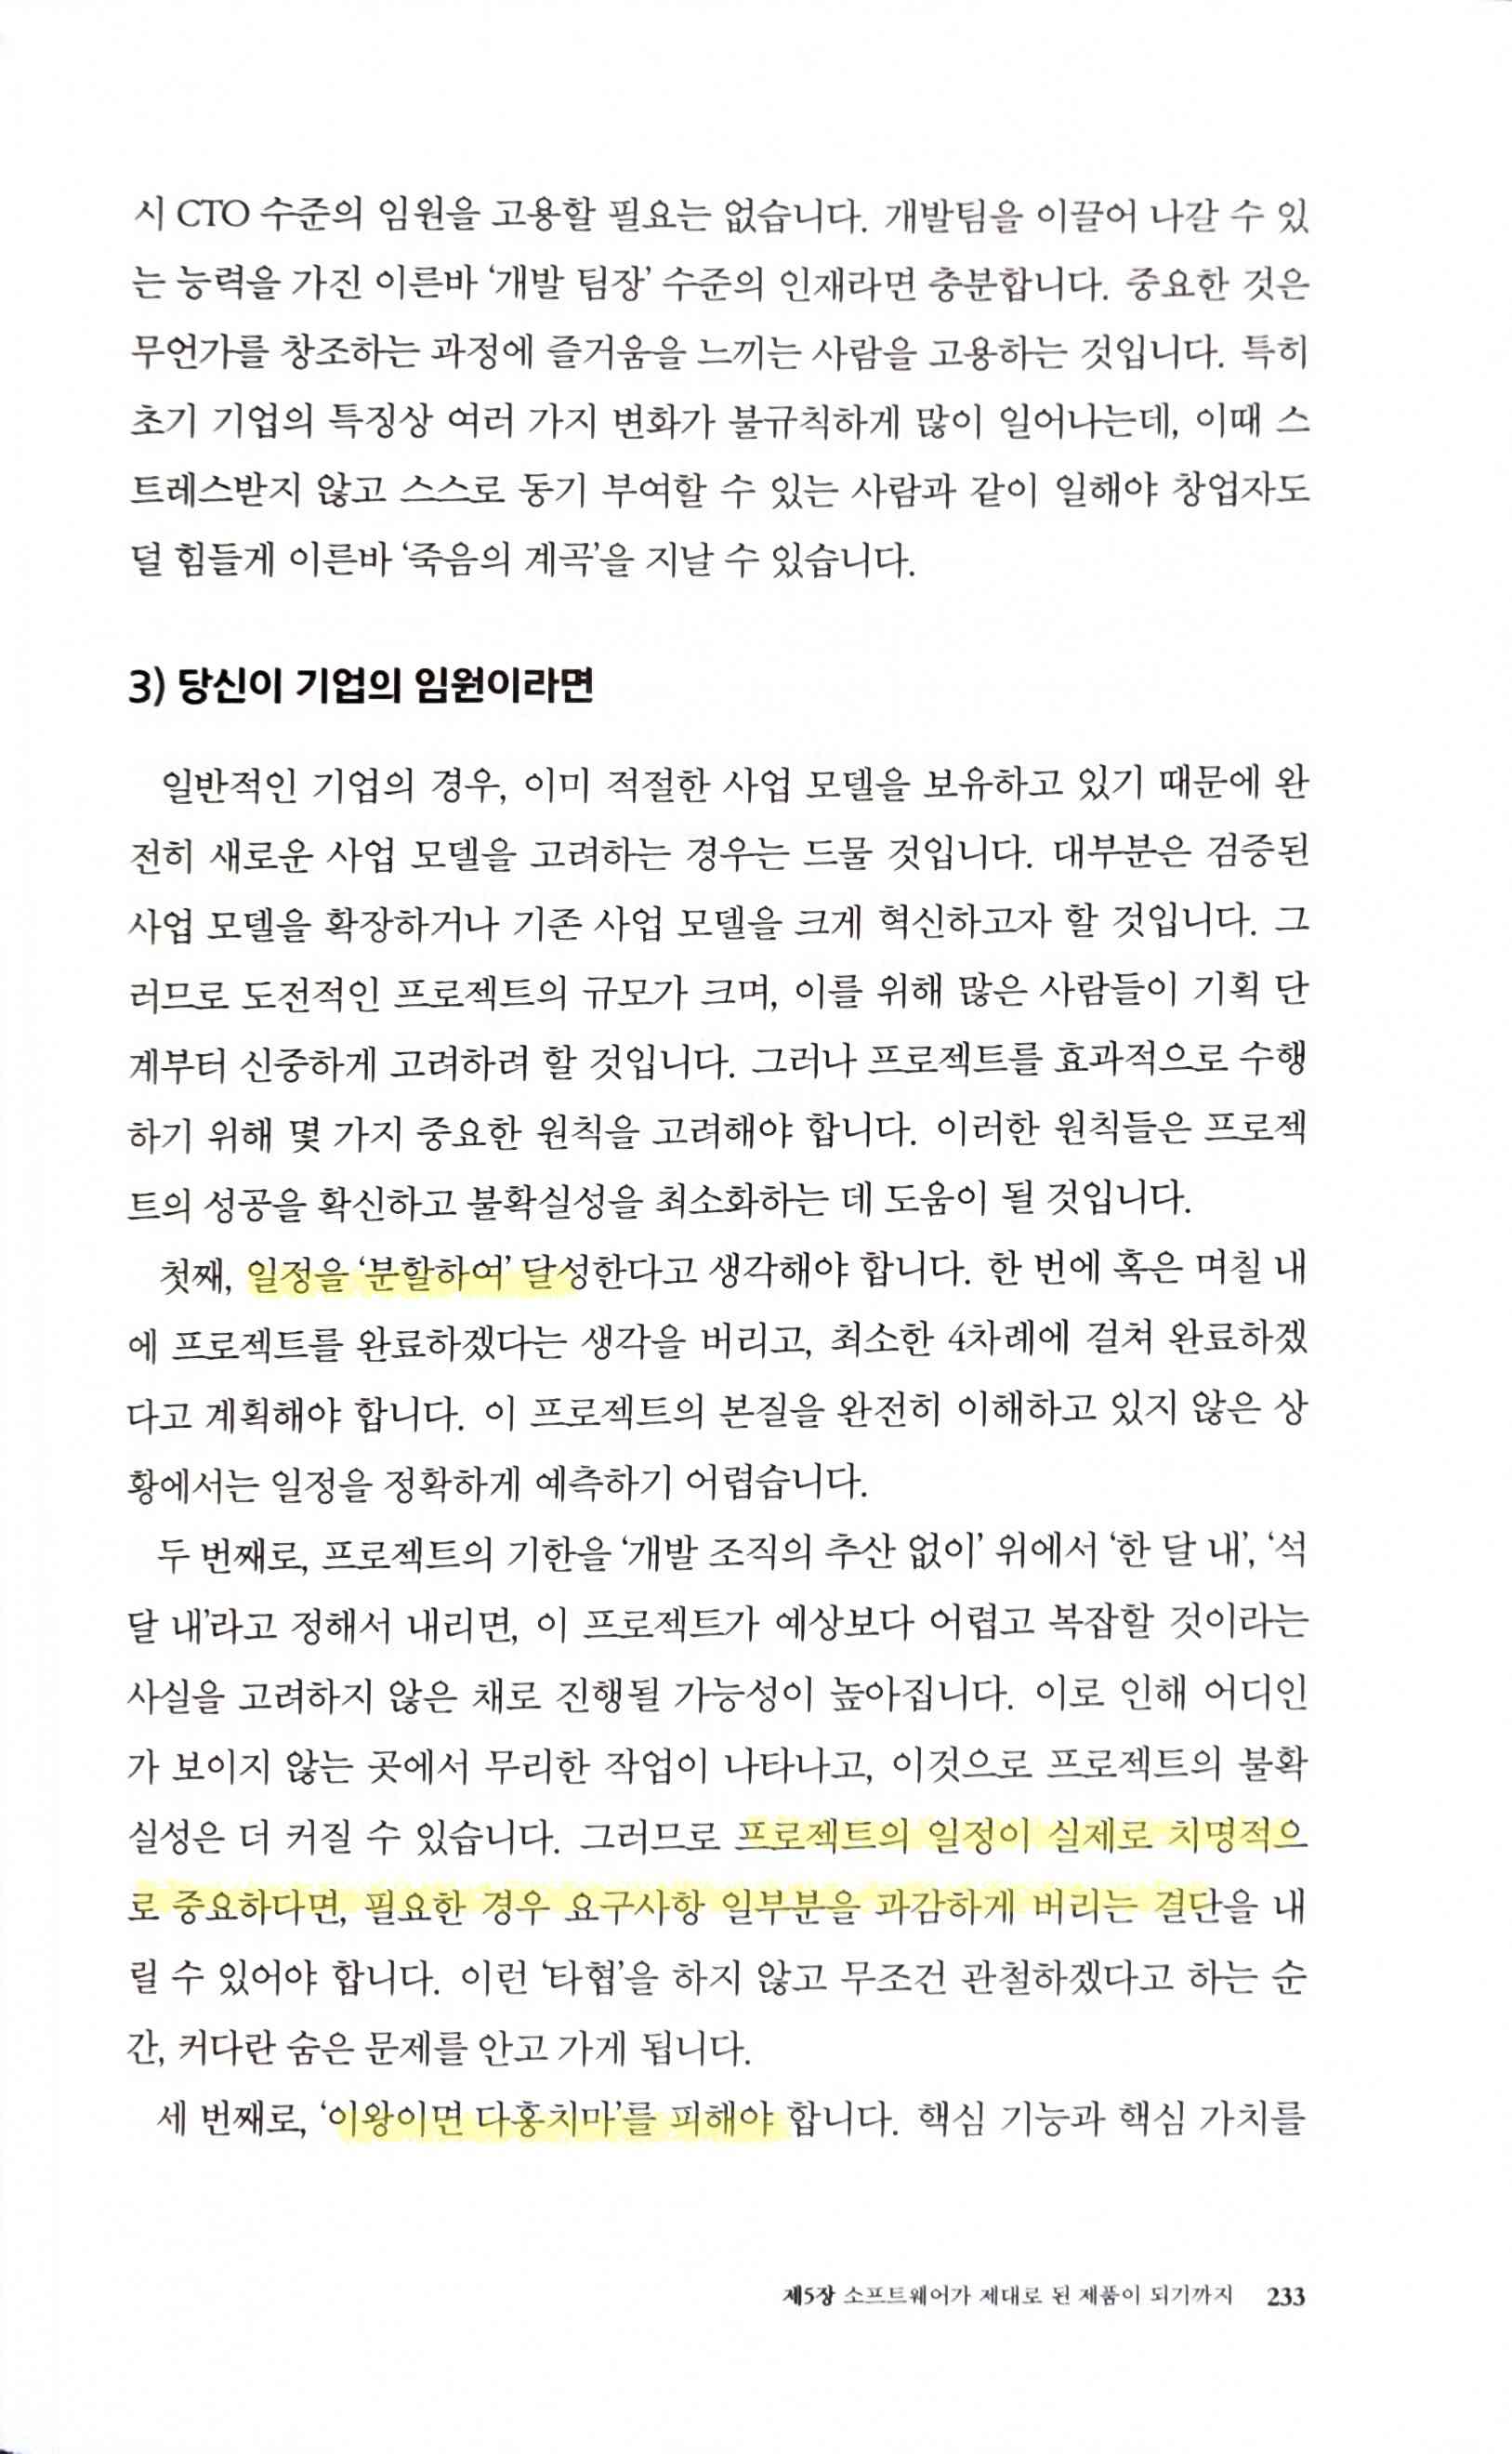 시 CTO 수준의 임원을 고용할 필요는 없습니다. 개발팀을 이끌어 나갈 수 있
는 능력을 가진 이른바 ‘개발 팀장’ 수준의 인재라면 충분합니다. 중요한 것은
무언가를 창조하는 과정에 즐거움을 느끼는 사람을 고용하는 것입니다. 특히
초기 기업의 특징상 여러 가지 변화가 불규칙하게 많이 일어나는데, 이때 스
트레스받지 않고 스스로 동기 부여할 수 있는 사람과 같이 일해야 창업자도
덜 힘들게 이른바 ‘죽음의 계곡’을 지날 수 있습니다.
3) 당신이 기업의 임원이라면
일반적인 기업의 경우, 이미 적절한 사업 모델을 보유하고 있기 때문에 완
전히 새로운 사업 모델을 고려하는 경우는 드물 것입니다. 대부분은 검증된
사업 모델을 확장하거나 기존 사업 모델을 크게 혁신하고자 할 것입니다. 그
러므로 도전적인 프로젝트의 규모가 크며, 이를 위해 많은 사람들이 기획 단
계부터 신중하게 고려하려 할 것입니다. 그러나 프로젝트를 효과적으로 수행
하기 위해 몇 가지 중요한 원칙을 고려해야 합니다. 이러한 원칙들은 프로젝
트의 성공을 확신하고 불확실성을 최소화하는 데 도움이 될 것입니다.
첫째, 일정을 ‘분할하여’ 달성한다고 생각해야 합니다. 한 번에 혹은 며칠 내
에 프로젝트를 완료하겠다는 생각을 버리고, 최소한 4차례에 걸쳐 완료하겠
다고 계획해야 합니다. 이 프로젝트의 본질을 완전히 이해하고 있지 않은 상
황에서는 일정을 정확하게 예측하기 어렵습니다.
두 번째로, 프로젝트의 기한을 ‘개발 조직의 추산 없이’ 위에서 ‘한 달 내’, ‘석
달 내’라고 정해서 내리면, 이 프로젝트가 예상보다 어렵고 복잡할 것이라는
사실을 고려하지 않은 채로 진행될 가능성이 높아집니다. 이로 인해 어디인
가 보이지 않는 곳에서 무리한 작업이 나타나고, 이것으로 프로젝트의 불확
실성은 더 커질 수 있습니다. 그러므로 프로젝트의 일정이 실제로 치명적으
로 중요하다면, 필요한 경우 요구사항 일부분을 과감하게 버리는 결단을 내
릴 수 있어야 합니다. 이런 ‘타협’을 하지 않고 무조건 관철하겠다고 하는 순
간, 커다란 숨은 문제를 안고 가게 됩니다.
세 번째로, ‘이왕이면 다홍치마’를 피해야 합니다. 핵심 기능과 핵심 가치를
제5장 소프트웨어가 제대로 된 제품이 되기까지 233